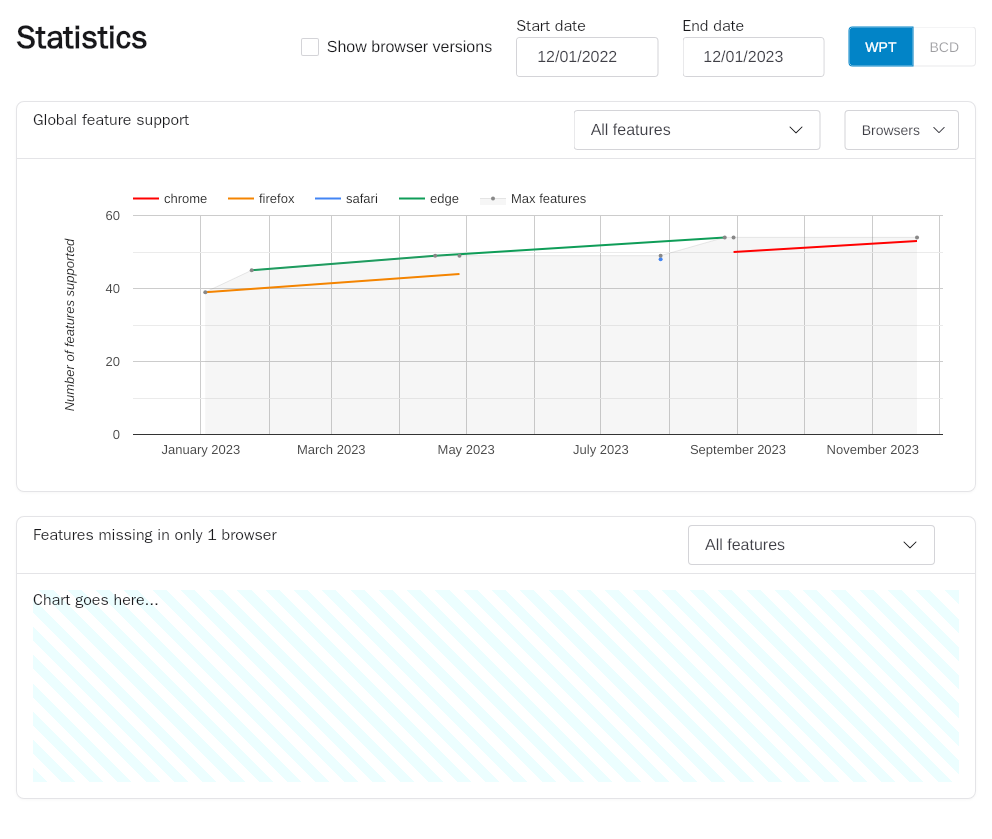 Statistics
Show browser versions
Start date
12/01/2022
End date
12/01/2023
WPT
BCD
Global feature support
All features
Browsers
chrome
firefox
safari
edge
Max features
Number of features supported
60
40
20
0
January 2023
March 2023
May 2023
July 2023
September 2023
November 2023
Features missing in only 1 browser
All features
Chart goes here...